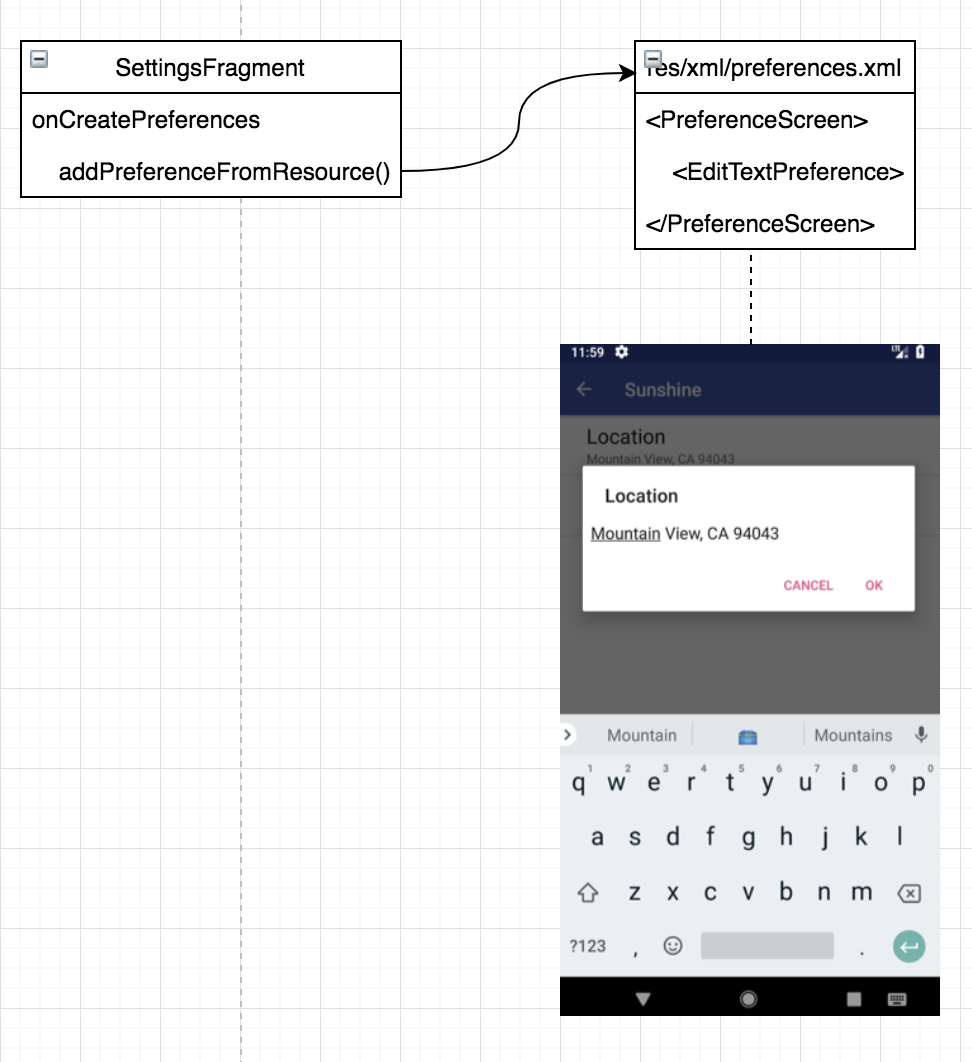 SettingsFragment
onCreatePreferences
addPreferenceFromResource()
res/xml/preferences.xml
<PreferenceScreen>
<EditTextPreference>
</PreferenceScreen>
11:59 LTE
Sunshine
Location
Mountain View, CA 94043
Location
Mountain View, CA 94043
CANCEL OK
Mountain Mountains
1 2 3 4 5 6 7 8 9 0
q w e r t y u i o p
a s d f g h j k l
z x c v b n m
?123 , .